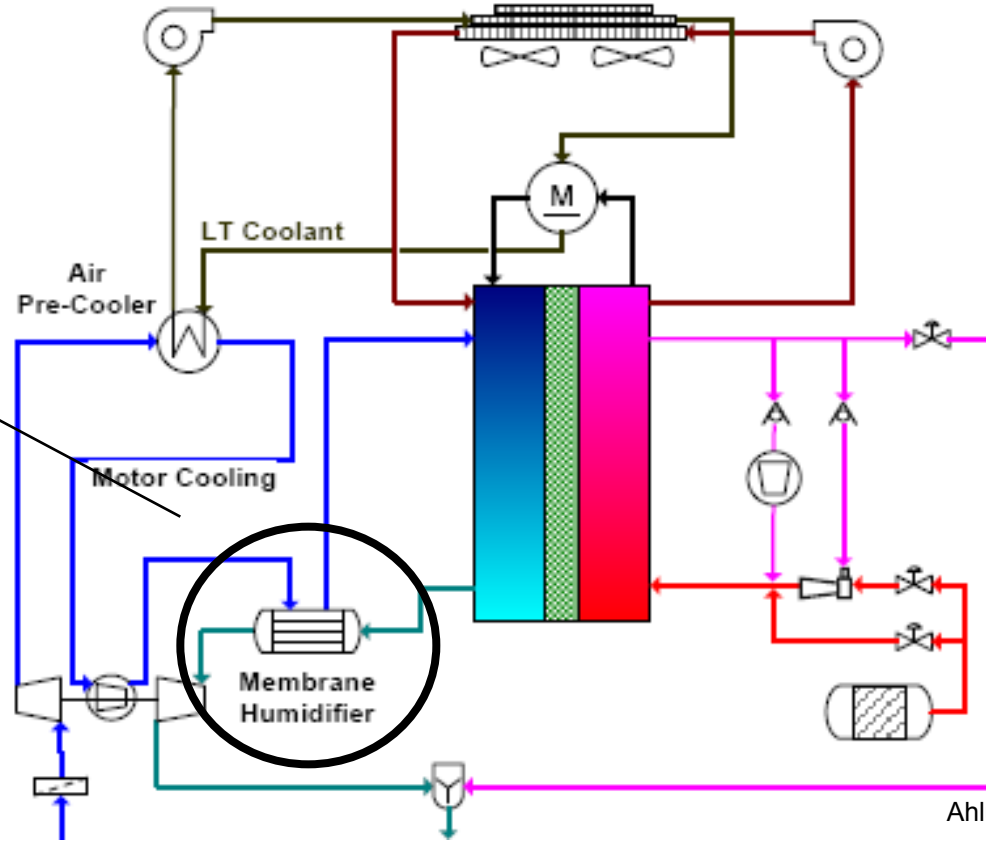 M
LT Coolant
Air
Pre-Cooler
Motor Cooling
Membrane
Humidifier
Ahl